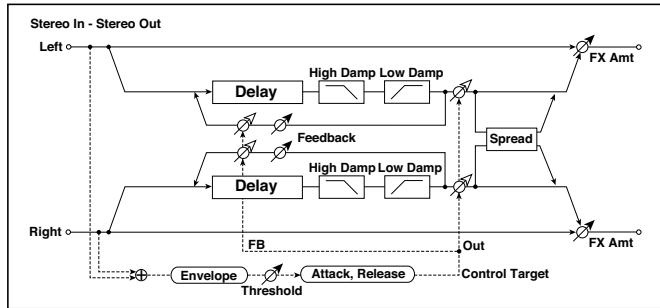 Stereo In - Stereo Out
Left
FX Amt
High Damp Low Damp
Delay
Feedback
Spread
High Damp Low Damp
Delay
Right
FX Amt
FB
Out
Envelope
Threshold
Attack, Release
Control Target